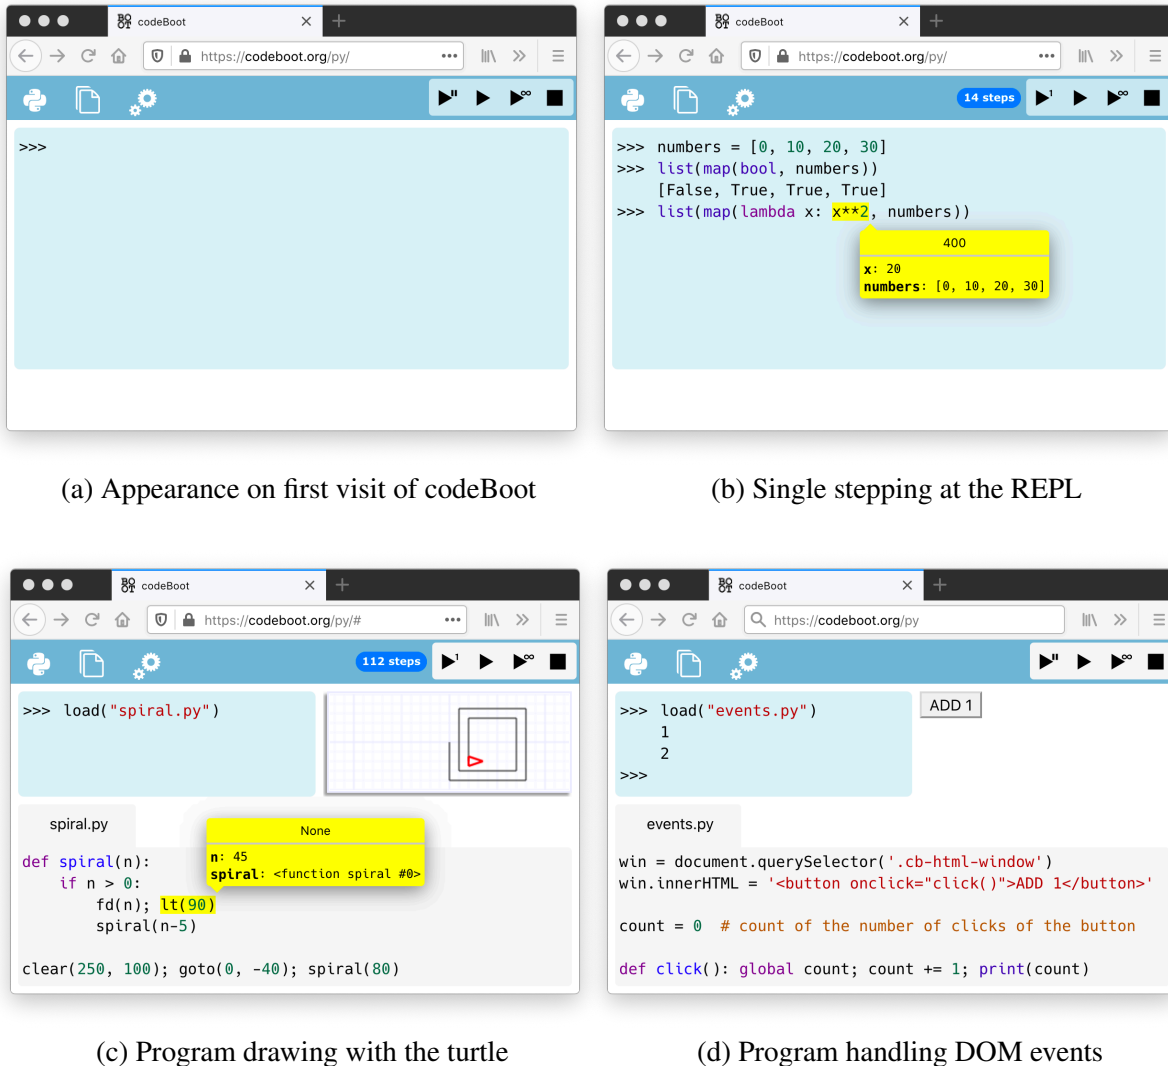 codeBoot
https://codeboot.org/py/
>>>
(a) Appearance on first visit of codeBoot
codeBoot
https://codeboot.org/py/
14 steps
>>> numbers = [0, 10, 20, 30]
>>> list(map(bool, numbers))
[False, True, True, True]
>>> list(map(lambda x: x**2, numbers))
400
x: 20
numbers: [0, 10, 20, 30]
(b) Single stepping at the REPL
codeBoot
https://codeboot.org/py/#
112 steps
>>> load("spiral.py")
spiral.py
None
n: 45
spiral: <function spiral #0>
def spiral(n):
    if n > 0:
        fd(n); lt(90)
        spiral(n-5)
clear(250, 100); goto(0, -40); spiral(80)
(c) Program drawing with the turtle
codeBoot
https://codeboot.org/py
>>> load("events.py")
1
2
>>>
ADD 1
events.py
win = document.querySelector('.cb-html-window')
win.innerHTML = '<button onclick="click()">ADD 1</button>'
count = 0  # count of the number of clicks of the button
def click(): global count; count += 1; print(count)
(d) Program handling DOM events